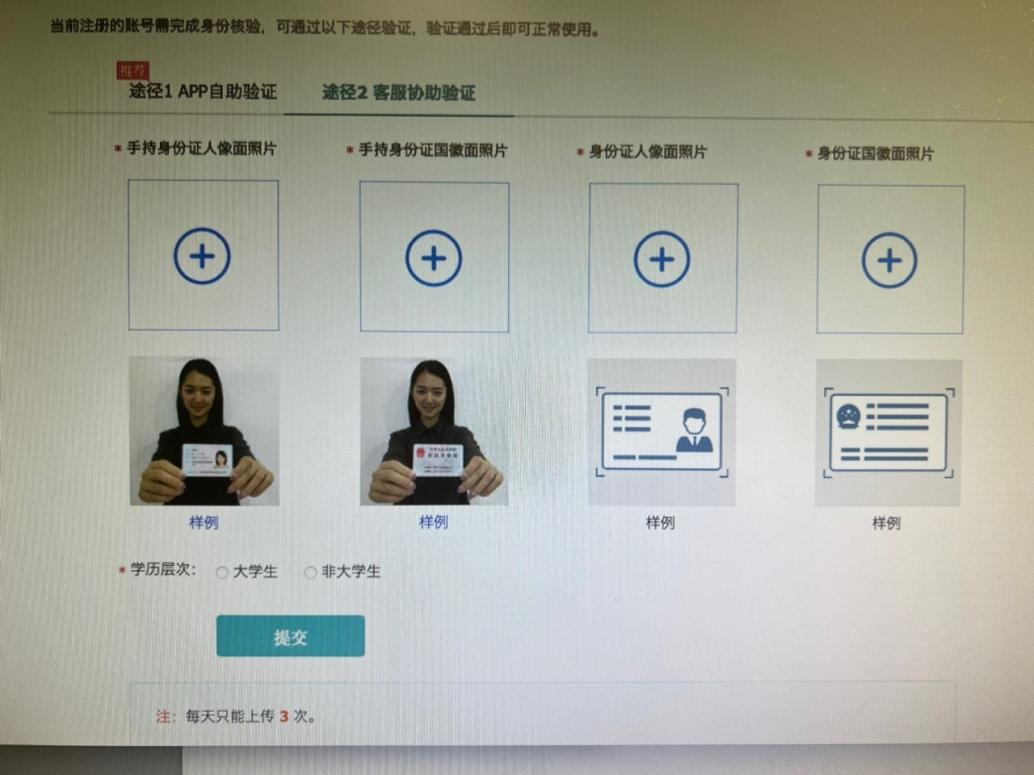 当前注册的账号需完成身份核验，可通过以下途径验证，验证通过后即可正常使用。
推荐
途径1 APP自助验证 途径2 客服协助验证
* 手持身份证人像面照片 * 手持身份证国徽面照片 * 身份证人像面照片 * 身份证国徽面照片
样例 样例 样例 样例
* 学历层次： 大学生 非大学生
提交
注：每天只能上传 3 次。